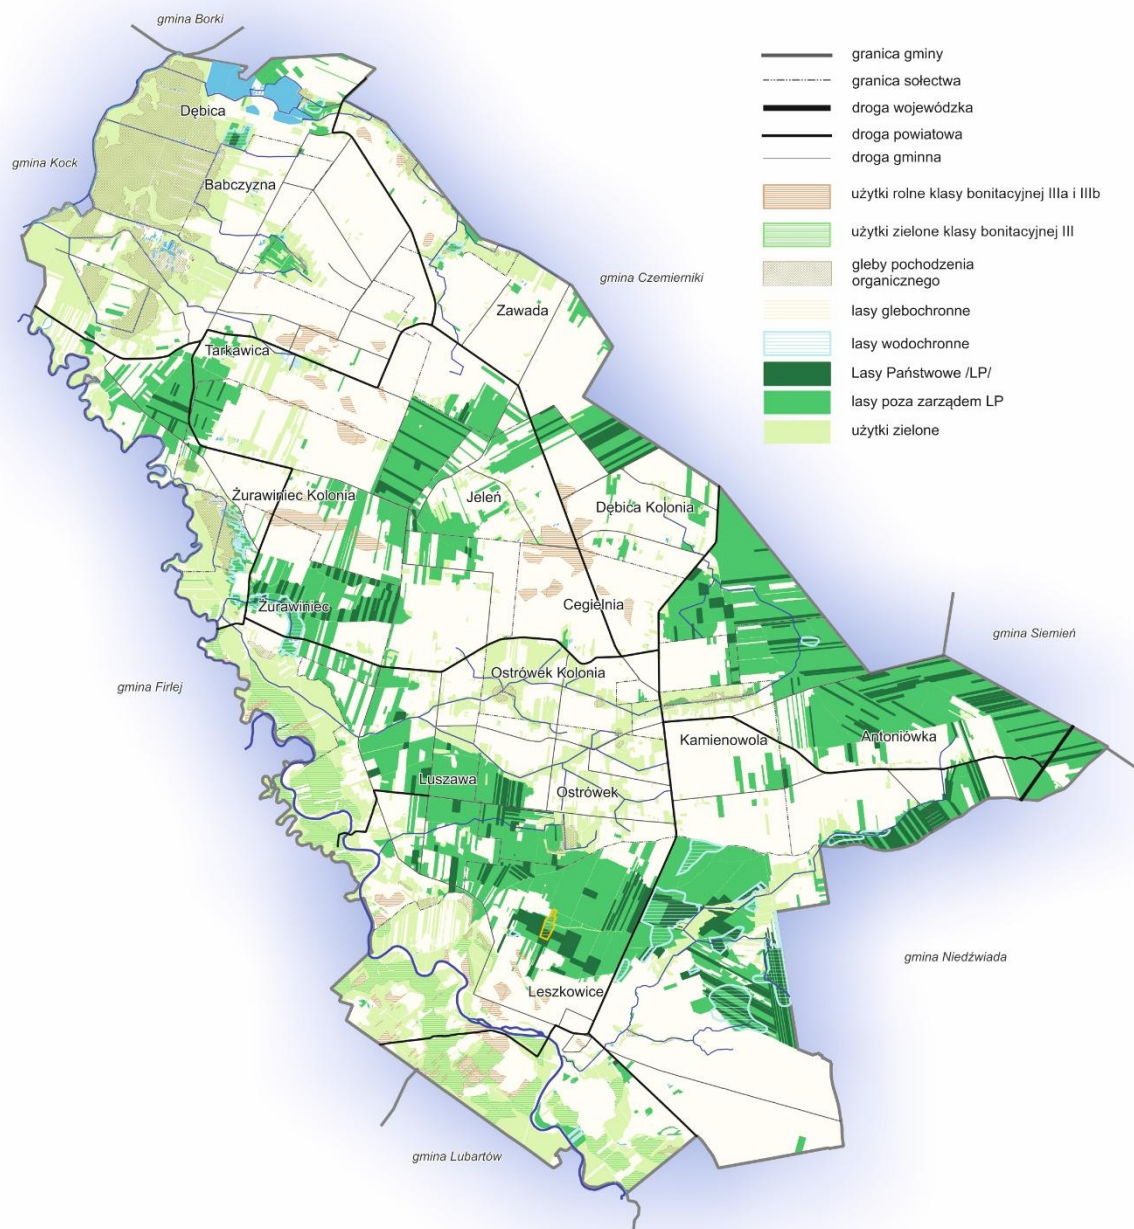 gmina Borki
granica gminy
granica sołectwa
droga wojewódzka
droga powiatowa
droga gminna
użytki rolne klasy bonitacyjnej IIIa i IIIb
użytki zielone klasy bonitacyjnej III
gleby pochodzenia
organicznego
lasy glebochronne
lasy wodochronne
Lasy Państwowe /LP/
lasy poza zarządem LP
użytki zielone
Dębica
gmina Kock
Babczyzna
gmina Czemierniki
Zawada
Tarkawica
Żurawiniec Kolonia
Jeleń
Dębica Kolonia
Żurawiniec
Cegielnia
gmina Siemień
Ostrówek Kolonia
gmina Firlej
Kamienowola
Antoniówka
Luszawa
Ostrówek
gmina Niedźwiada
Leszkowice
gmina Lubartów